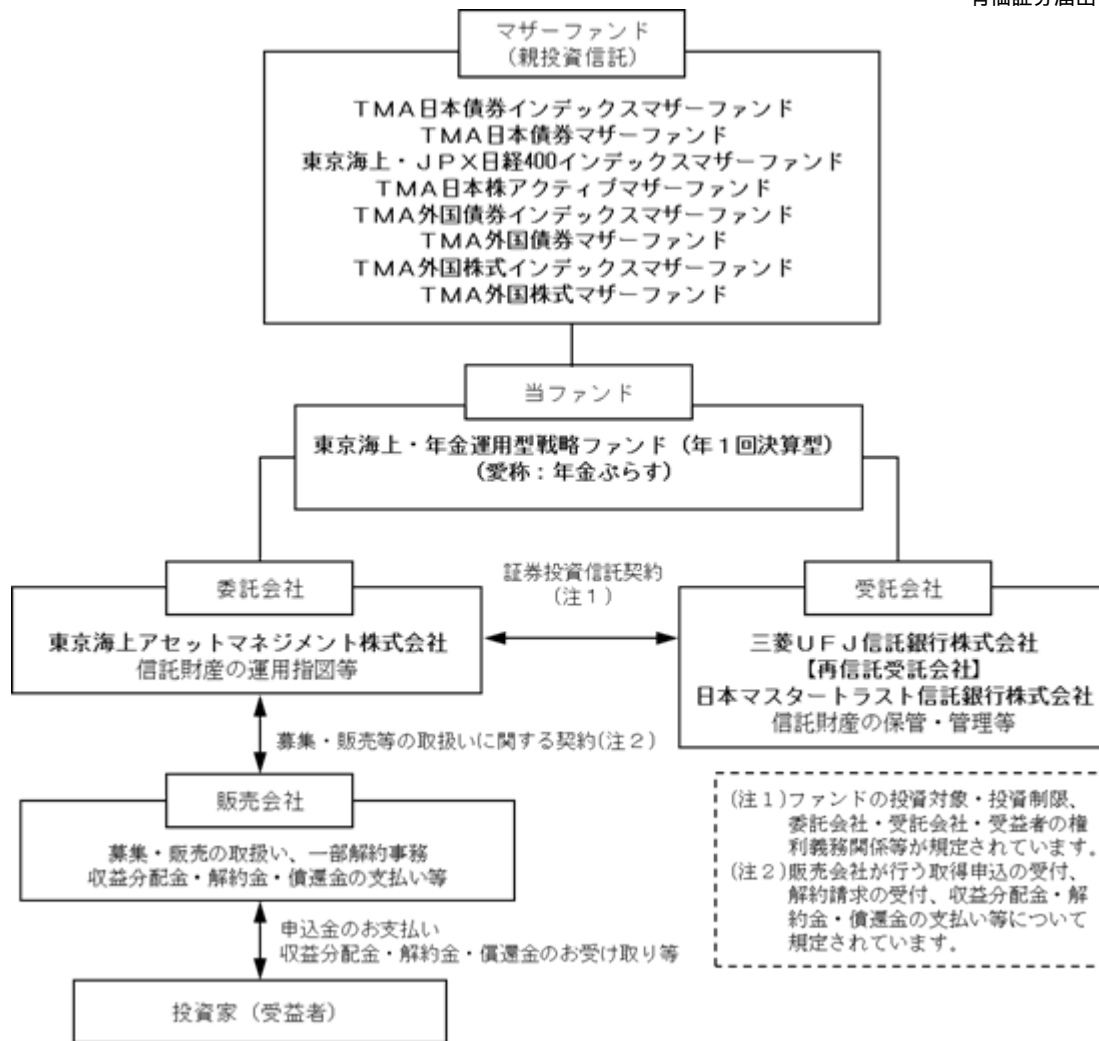 有価証券届出
マザーファンド
(親投資信託)
TMA日本債券インデックスマザーファンド
TMA日本債券マザーファンド
東京海上・JPX日経400インデックスマザーファンド
TMA日本株アクティブマザーファンド
TMA外国債券インデックスマザーファンド
TMA外国債券マザーファンド
TMA外国株式インデックスマザーファンド
TMA外国株式マザーファンド
当ファンド
東京海上・年金運用型戦略ファンド(年1回決算型)
(愛称:年金ぷらす)
委託会社
東京海上アセットマネジメント株式会社
信託財産の運用指図等
証券投資信託契約
(注1)
受託会社
三菱UFJ信託銀行株式会社
【再信託受託会社】
日本マスタートラスト信託銀行株式会社
信託財産の保管・管理等
募集・販売等の取扱いに関する契約(注2)
販売会社
募集・販売の取扱い、一部解約事務
収益分配金・解約金・償還金の支払い等
(注1)ファンドの投資対象・投資制限、
委託会社・受託会社・受益者の権
利義務関係等が規定されています。
(注2)販売会社が行う取得申込の受付、
解約請求の受付、収益分配金・解
約金・償還金の支払い等について
規定されています。
申込金のお支払い
収益分配金・解約金・償還金のお受け取り等
投資家(受益者)